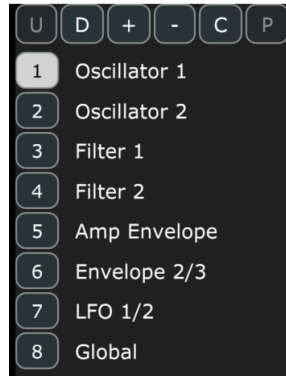 U D + - C P
1 Oscillator 1
2 Oscillator 2
3 Filter 1
4 Filter 2
5 Amp Envelope
6 Envelope 2/3
7 LFO 1/2
8 Global